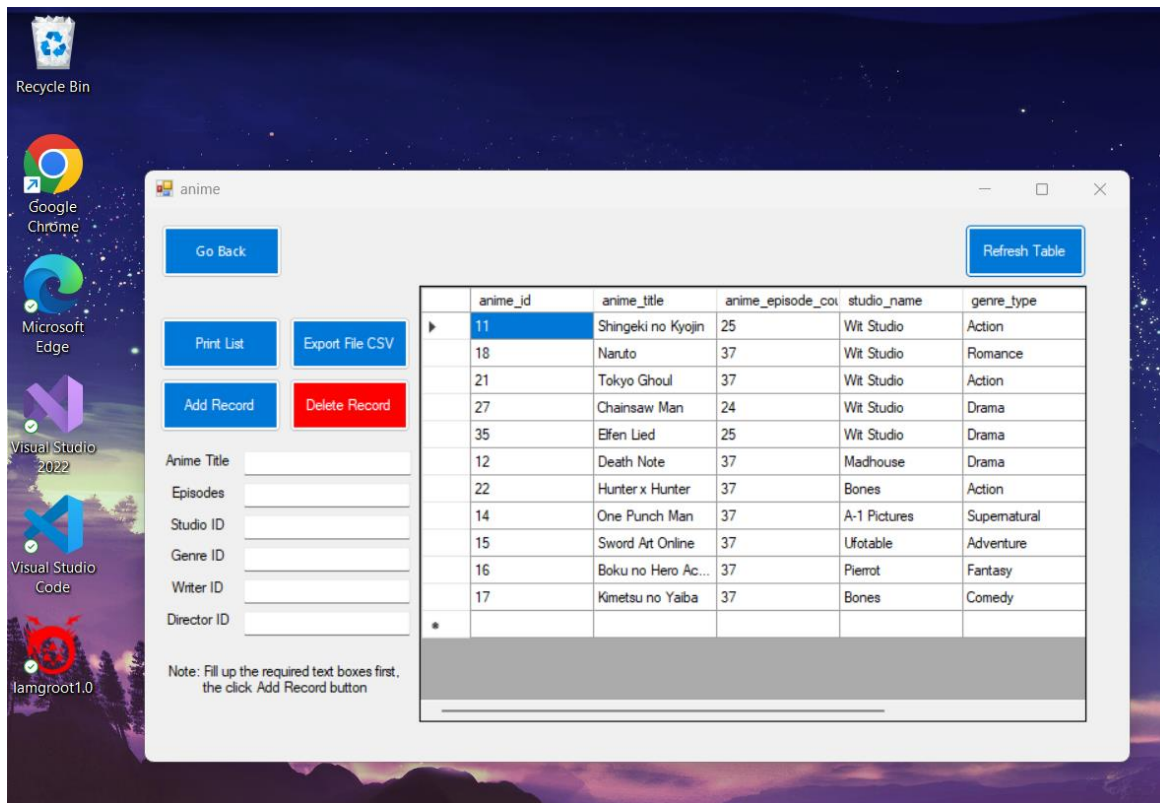 Recycle Bin
Google
Chrome
Microsoft
Edge
Visual Studio
2022
Visual Studio
Code
Iamgroot1.0
anime
Go Back
Refresh Table
Print List
Export File CSV
Add Record
Delete Record
Anime Title
Episodes
Studio ID
Genre ID
Writer ID
Director ID
Note: Fill up the required text boxes first,
the click Add Record button
anime_id anime_title anime_episode_cou studio_name genre_type
11 Shingeki no Kyojin 25 Wit Studio Action
18 Naruto 37 Wit Studio Romance
21 Tokyo Ghoul 37 Wit Studio Action
27 Chainsaw Man 24 Wit Studio Drama
35 Elfen Lied 25 Wit Studio Drama
12 Death Note 37 Madhouse Drama
22 Hunter x Hunter 37 Bones Action
14 One Punch Man 37 A-1 Pictures Supernatural
15 Sword Art Online 37 Ufotable Adventure
16 Boku no Hero Ac... 37 Pierrot Fantasy
17 Kimetsu no Yaiba 37 Bones Comedy